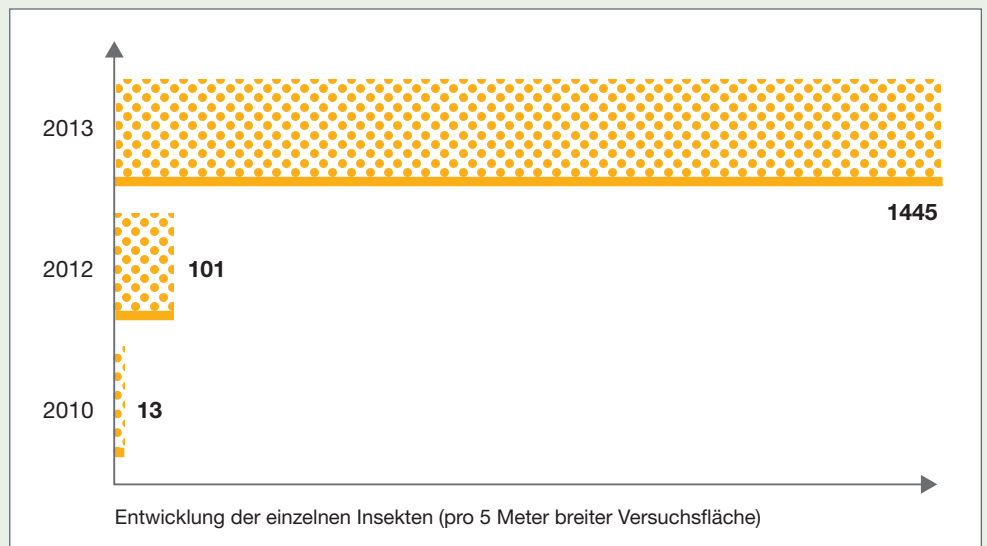 2013
1445
2012 101
2010 13
Entwicklung der einzelnen Insekten (pro 5 Meter breiter Versuchsfläche)